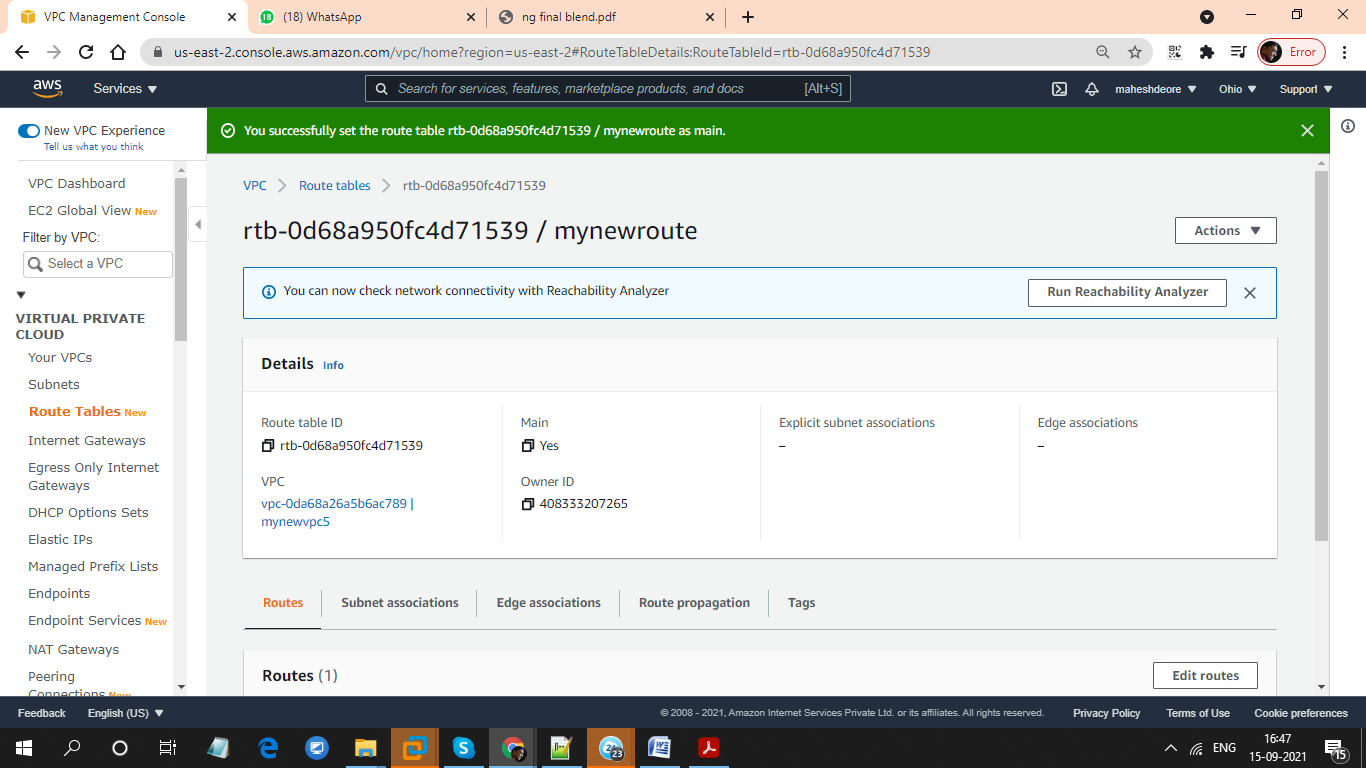 VPC Management Console
(18) WhatsApp
ng final blend.pdf
us-east-2.console.aws.amazon.com/vpc/home?region=us-east-2#RouteTableDetails:RouteTableId=rtb-0d68a950fc4d71539
Error
aws
Services
Search for services, features, marketplace products, and docs
[Alt+S]
maheshdeore
Ohio
Support
New VPC Experience
Tell us what you think
You successfully set the route table rtb-0d68a950fc4d71539 / mynewroute as main.
VPC Dashboard
EC2 Global View New
Filter by VPC:
Select a VPC
VIRTUAL PRIVATE
CLOUD
Your VPCs
Subnets
Route Tables New
Internet Gateways
Egress Only Internet
Gateways
DHCP Options Sets
Elastic IPs
Managed Prefix Lists
Endpoints
Endpoint Services New
NAT Gateways
Peering
Connections New
VPC
Route tables
rtb-0d68a950fc4d71539
rtb-0d68a950fc4d71539 / mynewroute
Actions
You can now check network connectivity with Reachability Analyzer
Run Reachability Analyzer
Details
Info
Route table ID
rtb-0d68a950fc4d71539
Main
Yes
Explicit subnet associations
–
Edge associations
–
VPC
vpc-0da68a26a5b6ac789 |
mynewvpc5
Owner ID
408333207265
Routes
Subnet associations
Edge associations
Route propagation
Tags
Routes (1)
Edit routes
Feedback
English (US)
© 2008 - 2021, Amazon Internet Services Private Ltd. or its affiliates. All rights reserved.
Privacy Policy
Terms of Use
Cookie preferences
ENG
16:47
15-09-2021
15